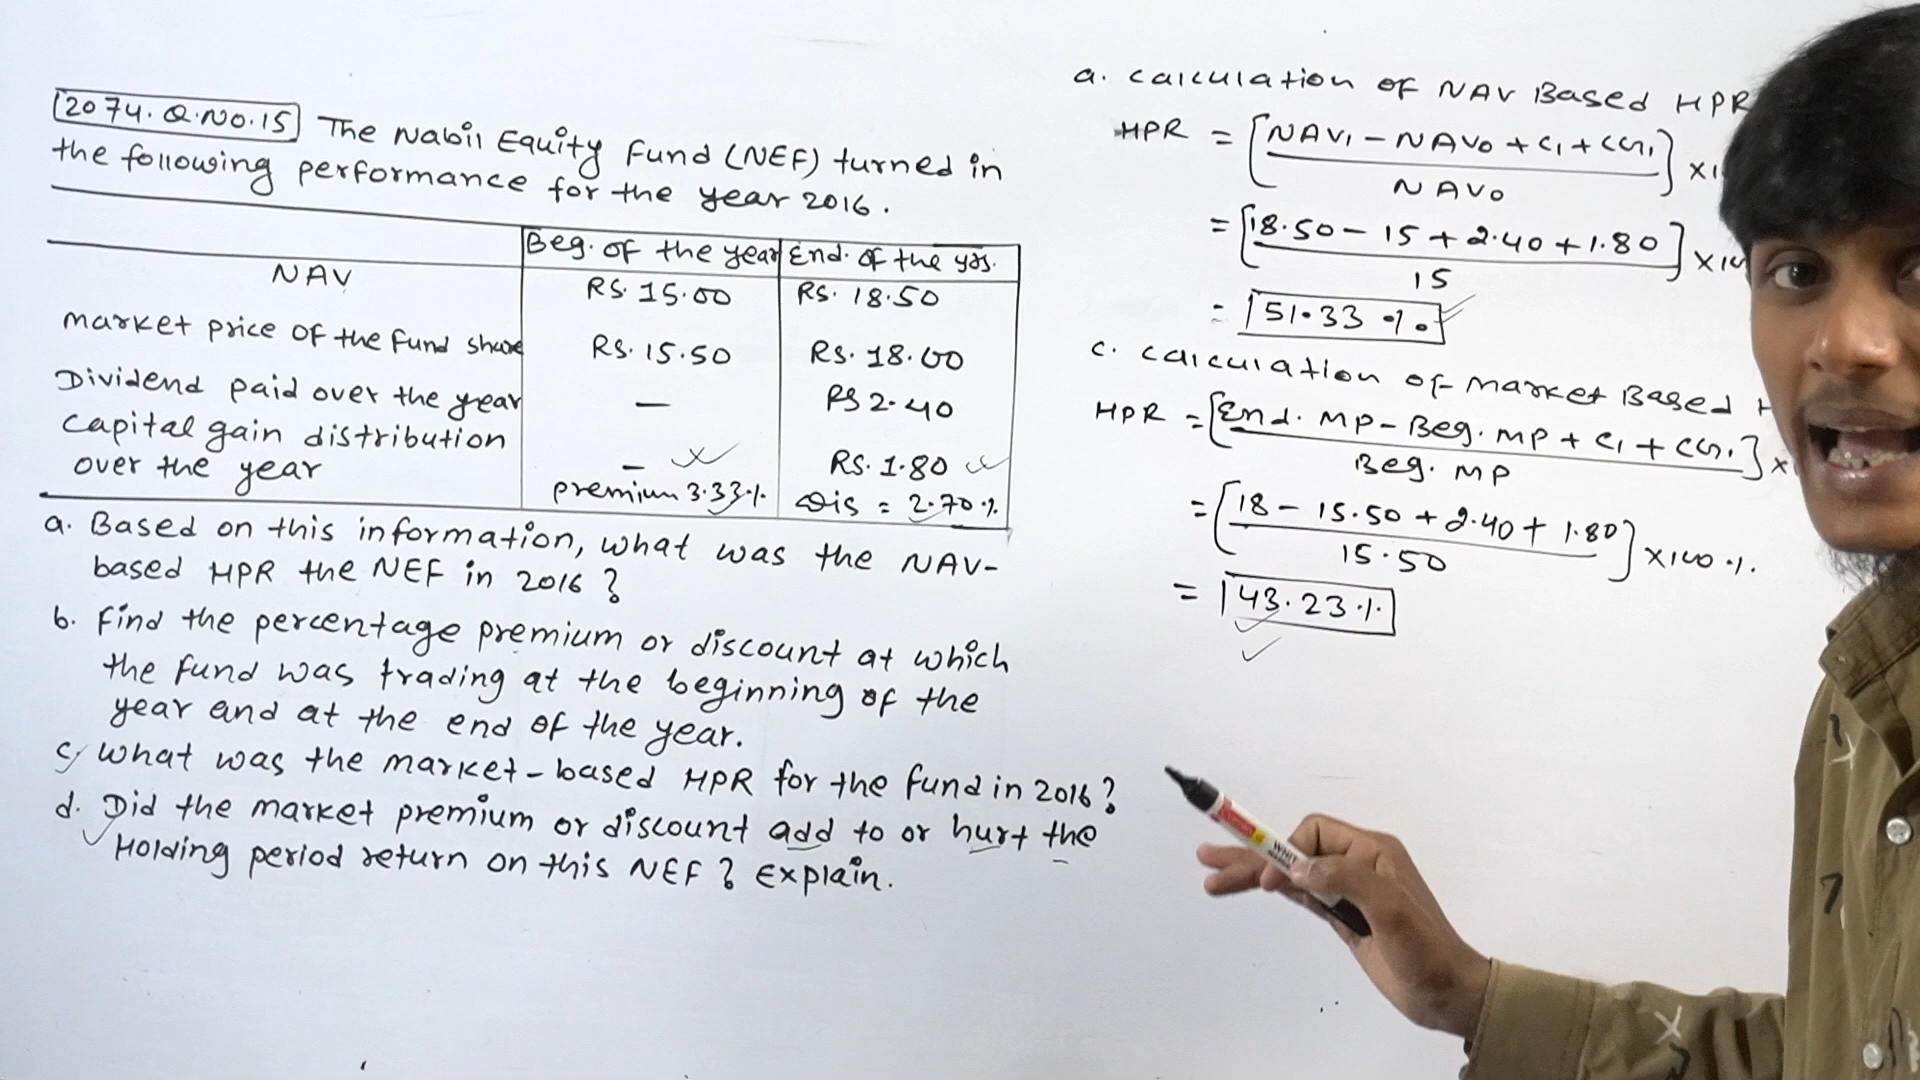 2074. Q.NO.15 The Nabil Equity Fund (NEF) turned in
the following performance for the year 2016.
Beg. of the year End. of the yrs.
NAV RS. 15.00 RS. 18.50
market price of the fund share RS. 15.50 RS. 18.00
Dividend paid over the year — RS 2.40
capital gain distribution
over the year — RS. 1.80
premium 3.33% Dis = 2.70%
a. Based on this information, what was the NAV-
based HPR the NEF in 2016?
b. Find the percentage premium or discount at which
the fund was trading at the beginning of the
year and at the end of the year.
c, what was the market-based HPR for the fund in 2016?
d. Did the market premium or discount add to or hurt the
Holding period return on this NEF? Explain.
a. calculation of NAV Based HPR
HPR = [NAV1 - NAV0 + C1 + CG1] ×1
NAV0
= [18.50 - 15 + 2.40 + 1.80] ×10
15
= 51.33 %
c. calculation of market Based
HPR = [End. MP - Beg. MP + C1 + CG1] ×
Beg. MP
= [18 - 15.50 + 2.40 + 1.80] ×100%.
15.50
= 43.23%
WHIT